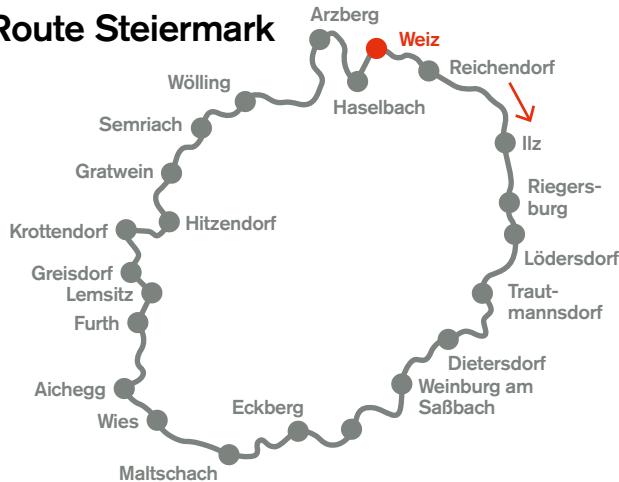 Route Steiermark
Arzberg
Weiz
Reichendorf
Wölling
Haselbach
Semriach
Ilz
Gratwein
Riegers-
burg
Krottendorf
Hitzendorf
Lödersdorf
Greisdorf
Lemsitz
Traut-
mannsdorf
Furth
Dietersdorf
Aichegg
Weinburg am
Saßbach
Eckberg
Wies
Maltschach